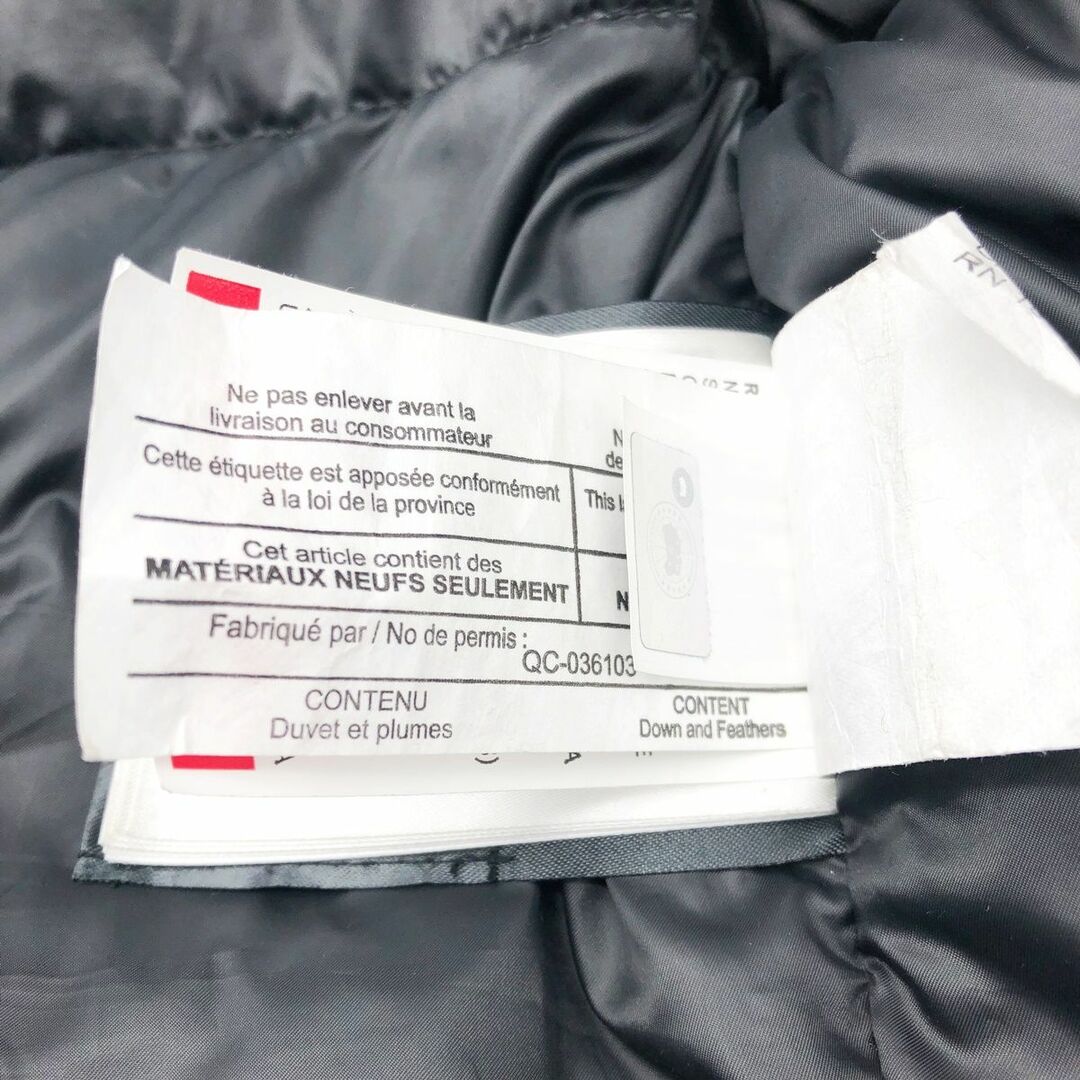 RN
Ne pas enlever avant la
livraison au consommateur
Cette étiquette est apposée conformément
à la loi de la province
This
Cet article contient des
MATÉRIAUX NEUFS SEULEMENT
Fabriqué par / No de permis :
QC-036103
CONTENU
Duvet et plumes
CONTENT
Down and Feathers